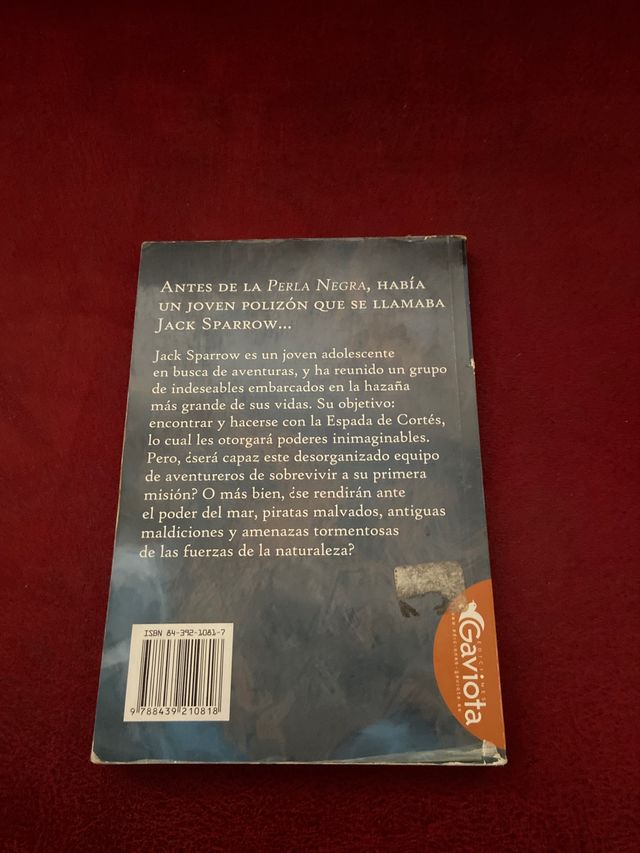 ANTES DE LA PERLA NEGRA, HABÍA
UN JOVEN POLIZÓN QUE SE LLAMABA
JACK SPARROW...
Jack Sparrow es un joven adolescente
en busca de aventuras, y ha reunido un grupo
de indeseables embarcados en la hazaña
más grande de sus vidas. Su objetivo:
encontrar y hacerse con la Espada de Cortés,
lo cual les otorgará poderes inimaginables.
Pero, ¿será capaz este desorganizado equipo
de aventureros de sobrevivir a su primera
misión? O más bien, ¿se rendirán ante
el poder del mar, piratas malvados, antiguas
maldiciones y amenazas tormentosas
de las fuerzas de la naturaleza?
ISBN 84-392-1081-7
9 788439 210818
EDICIONES
Gaviota
www.ediciones-gaviota.es